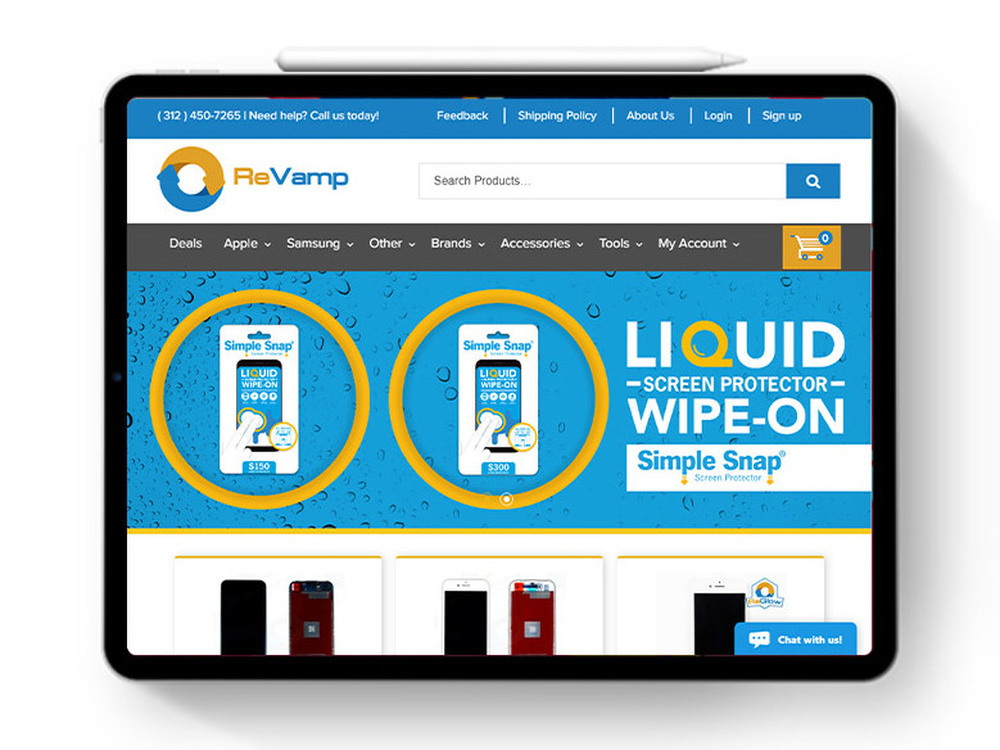 ( 312 ) 450-7265 | Need help? Call us today!
Feedback
Shipping Policy
About Us
Login
Sign up
ReVamp
Search Products...
Deals
Apple
Samsung
Other
Brands
Accessories
Tools
My Account
0
Simple Snap
Screen Protector
LIQUID
WIPE-ON
$150
Simple Snap
Screen Protector
LIQUID
WIPE-ON
$300
LIQUID
SCREEN PROTECTOR
WIPE-ON
Simple Snap®
Screen Protector
Chat with us!